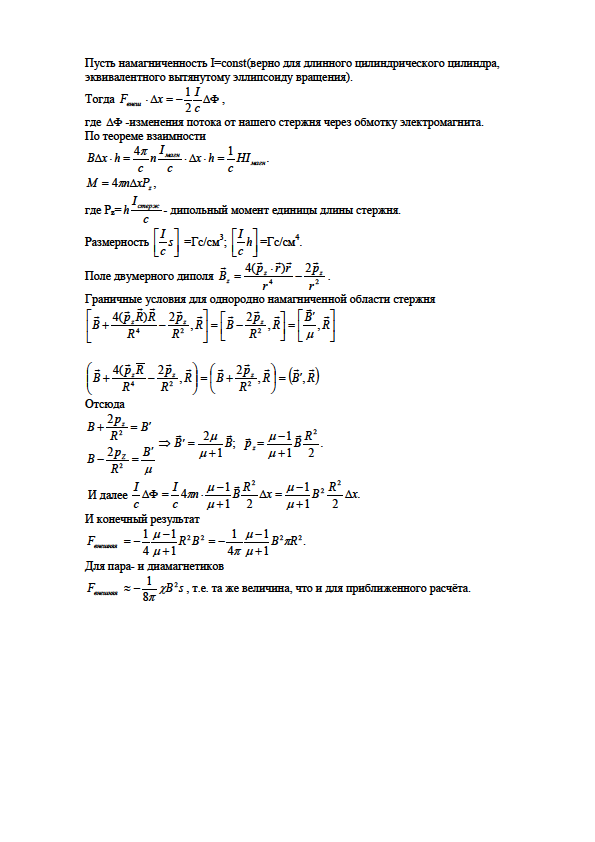 Пусть намагниченность I=const(верно для длинного цилиндрического цилиндра,
эквивалентного вытянутому эллипсоиду вращения).
Тогда $F_{внеш} \cdot \Delta x = -\frac{1}{2}\frac{I}{c}\Delta\Phi$ ,
где ΔΦ -изменения потока от нашего стержня через обмотку электромагнита.
По теореме взаимности
$B\Delta x \cdot h = \frac{4\pi}{c} n \frac{I_{магн}}{c} \cdot \Delta x \cdot h = \frac{1}{c} H I_{магн}.$
$M = 4\pi n \Delta x P_s ,$
где P_s= $h\frac{I_{стерж}}{c}$ - дипольный момент единицы длины стержня.
Размерность $\left[\frac{I}{c}s\right]$ =Гс/см³; $\left[\frac{I}{c}h\right]$=Гс/см⁴.
Поле двумерного диполя $\vec{B}_s = \frac{4(\vec{p}_s \cdot \vec{r})\vec{r}}{r^4} - \frac{2\vec{p}_s}{r^2}$ .
Граничные условия для однородно намагниченной области стержня
$\left[\vec{B} + \frac{4(\vec{p}_s\vec{R})\vec{R}}{R^4} - \frac{2\vec{p}_s}{R^2}, \vec{R}\right] = \left[\vec{B} - \frac{2\vec{p}_s}{R^2}, \vec{R}\right] = \left[\frac{\vec{B}'}{\mu}, \vec{R}\right]$
$\left(\vec{B} + \frac{4(\vec{p}_s\overline{R}}{R^4} - \frac{2\vec{p}_s}{R^2}, \vec{R}\right) = \left(\vec{B} + \frac{2\vec{p}_s}{R^2}, \vec{R}\right) = (\vec{B}', \vec{R})$
Отсюда
$\begin{matrix} B + \frac{2p_s}{R^2} = B' \\ B - \frac{2p_Z}{R^2} = \frac{B'}{\mu} \end{matrix} \Rightarrow \vec{B}' = \frac{2\mu}{\mu+1}\vec{B}; \quad \vec{p}_s = \frac{\mu-1}{\mu+1}\vec{B}\frac{R^2}{2}.$
И далее $\frac{I}{c}\Delta\Phi = \frac{I}{c}4\pi n \cdot \frac{\mu-1}{\mu+1}\vec{B}\frac{R^2}{2}\Delta x = \frac{\mu-1}{\mu+1}B^2\frac{R^2}{2}\Delta x.$
И конечный результат
$F_{внешняя} = -\frac{1}{4}\frac{\mu-1}{\mu+1}R^2B^2 = -\frac{1}{4\pi}\frac{\mu-1}{\mu+1}B^2\pi R^2.$
Для пара- и диамагнетиков
$F_{внешняя} \approx -\frac{1}{8\pi}\chi B^2 s$ , т.е. та же величина, что и для приближенного расчёта.